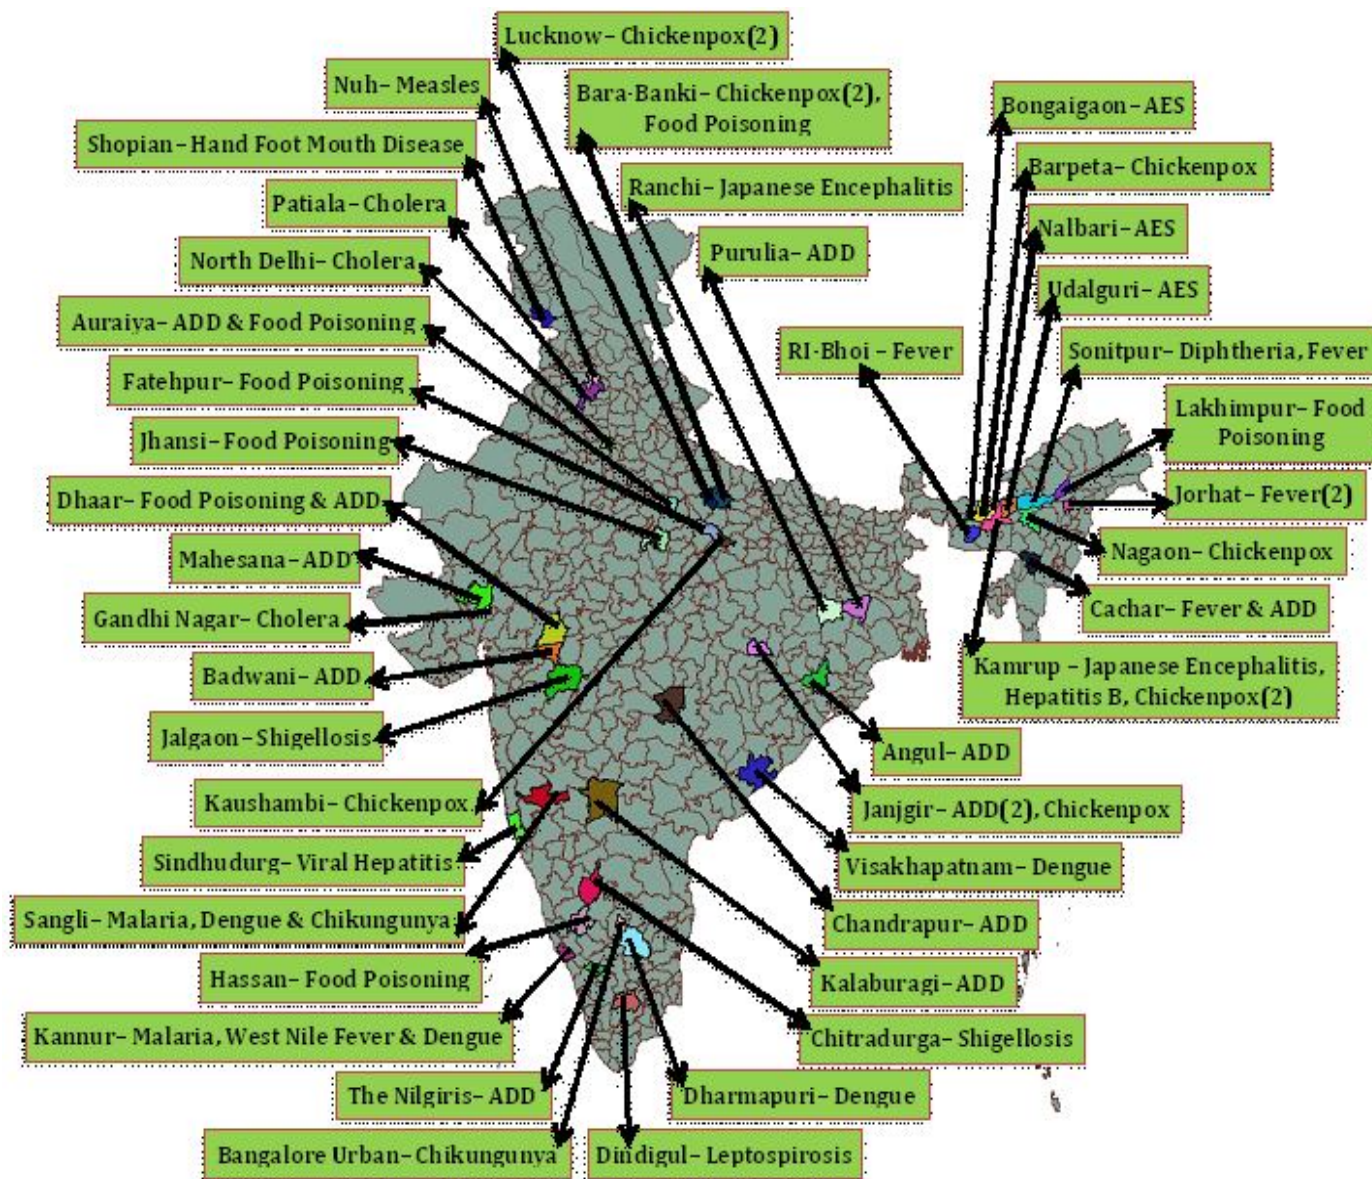 Lucknow– Chickenpox(2)
Nuh– Measles
Bara-Banki– Chickenpox(2),
Food Poisoning
Bongaigaon– AES
Shopian– Hand Foot Mouth Disease
Barpeta– Chickenpox
Patiala– Cholera
Ranchi– Japanese Encephalitis
Nalbari– AES
North Delhi– Cholera
Purulia– ADD
Udalguri– AES
Auraiya– ADD & Food Poisoning
RI-Bhoi – Fever
Sonitpur– Diphtheria, Fever
Fatehpur– Food Poisoning
Lakhimpur– Food
Poisoning
Jhansi– Food Poisoning
Dhaar– Food Poisoning & ADD
Jorhat– Fever(2)
Mahesana– ADD
Nagaon– Chickenpox
Gandhi Nagar– Cholera
Cachar– Fever & ADD
Badwani– ADD
Kamrup – Japanese Encephalitis,
Hepatitis B, Chickenpox(2)
Jalgaon– Shigellosis
Angul– ADD
Kaushambi– Chickenpox
Janjgir– ADD(2), Chickenpox
Sindhudurg– Viral Hepatitis
Visakhapatnam– Dengue
Sangli– Malaria, Dengue & Chikungunya
Chandrapur– ADD
Hassan– Food Poisoning
Kalaburagi– ADD
Kannur– Malaria, West Nile Fever & Dengue
Chitradurga– Shigellosis
The Nilgiris– ADD
Dharmapuri– Dengue
Bangalore Urban– Chikungunya
Dindigul– Leptospirosis